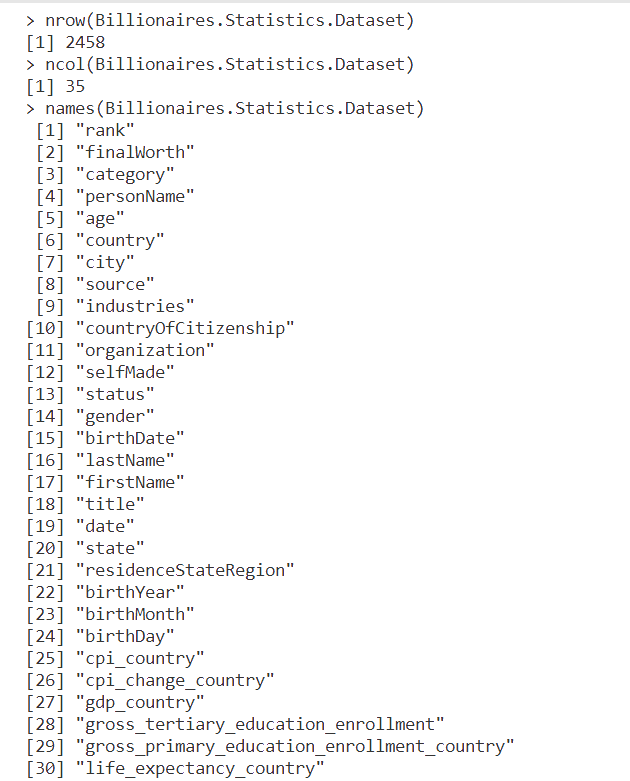 > nrow(Billionaires.Statistics.Dataset)
[1] 2458
> ncol(Billionaires.Statistics.Dataset)
[1] 35
> names(Billionaires.Statistics.Dataset)
[1] "rank"
[2] "finalWorth"
[3] "category"
[4] "personName"
[5] "age"
[6] "country"
[7] "city"
[8] "source"
[9] "industries"
[10] "countryOfCitizenship"
[11] "organization"
[12] "selfMade"
[13] "status"
[14] "gender"
[15] "birthDate"
[16] "lastName"
[17] "firstName"
[18] "title"
[19] "date"
[20] "state"
[21] "residenceStateRegion"
[22] "birthYear"
[23] "birthMonth"
[24] "birthDay"
[25] "cpi_country"
[26] "cpi_change_country"
[27] "gdp_country"
[28] "gross_tertiary_education_enrollment"
[29] "gross_primary_education_enrollment_country"
[30] "life_expectancy_country"